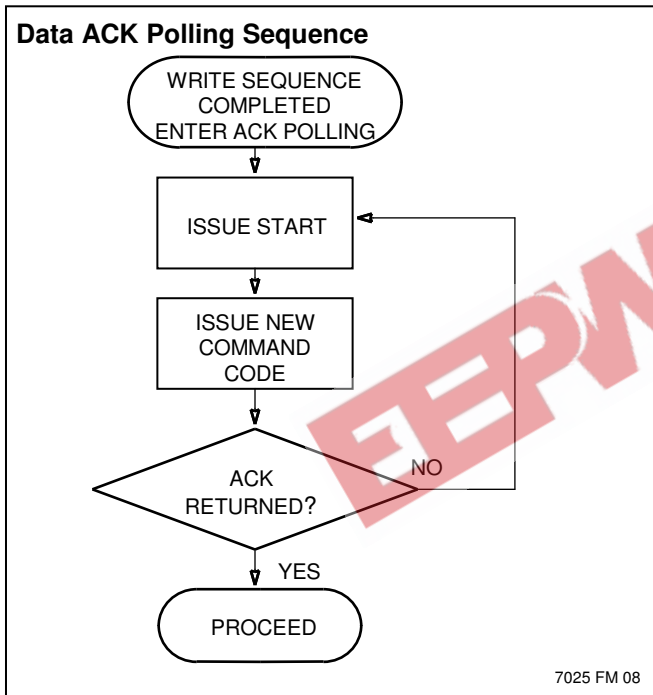 Data ACK Polling Sequence
WRITE SEQUENCE
COMPLETED
ENTER ACK POLLING
ISSUE START
ISSUE NEW
COMMAND
CODE
ACK
RETURNED?
NO
YES
PROCEED
7025 FM 08
EEPW